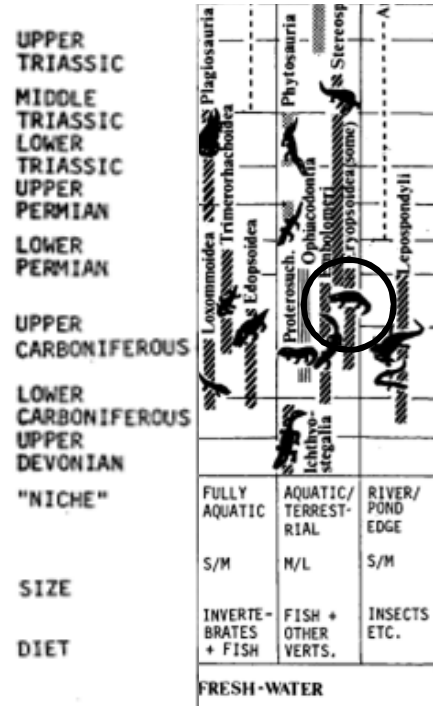 UPPER
TRIASSIC
MIDDLE
TRIASSIC
LOWER
TRIASSIC
UPPER
PERMIAN
LOWER
PERMIAN
UPPER
CARBONIFEROUS
LOWER
CARBONIFEROUS
UPPER
DEVONIAN
"NICHE"
SIZE
DIET
Plagiosauria
Loxommoidea
Trimerorhachoidea
Edopsoidea
Phytosauria
Proterosuch.
Ophiacodontia
Ichthyo-
stegalia
Stereosp
(some)
Lepospondyli
FULLY
AQUATIC
S/M
INVERTE-
BRATES
+ FISH
AQUATIC/
TERREST-
RIAL
M/L
FISH +
OTHER
VERTS.
RIVER/
POND
EDGE
S/M
INSECTS
ETC.
FRESH-WATER